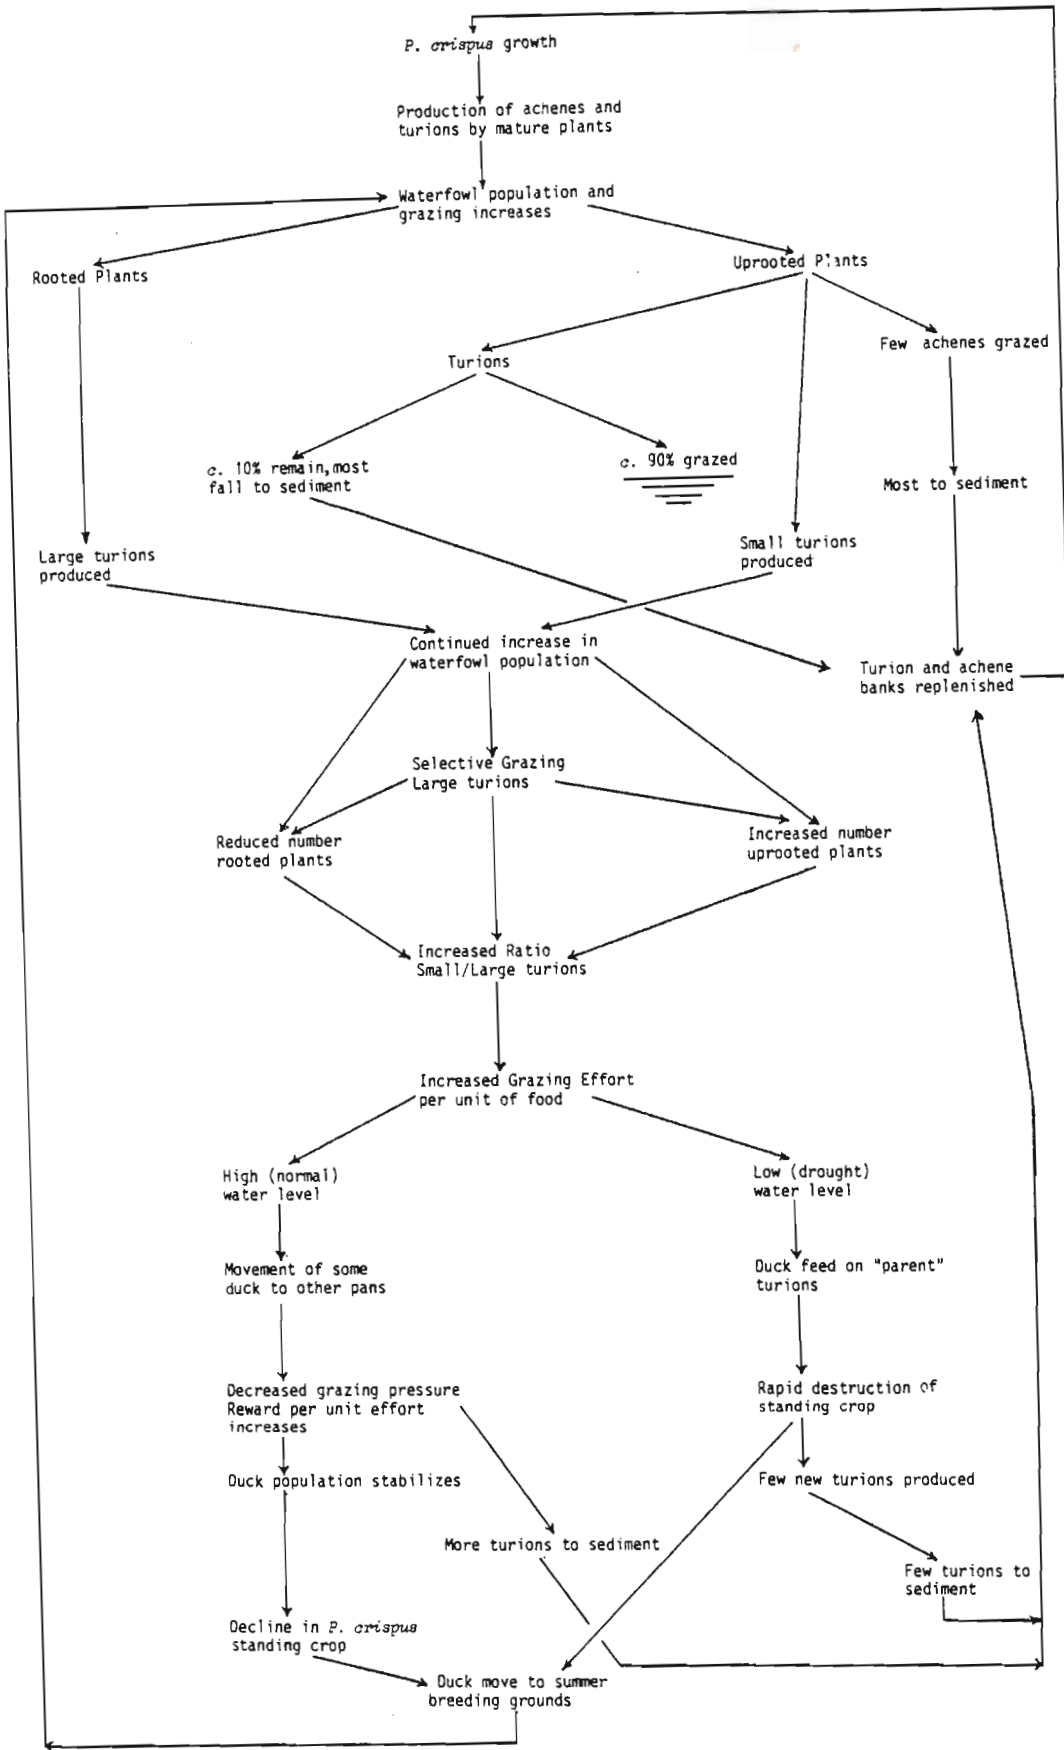 P. crispus growth
Production of achenes and
turions by mature plants
Waterfowl population and
grazing increases
Rooted Plants
Uprooted Plants
Turions
Few achenes grazed
c. 10% remain, most
fall to sediment
c. 90% grazed
Most to sediment
Large turions
produced
Small turions
produced
Continued increase in
waterfowl population
Turion and achene
banks replenished
Selective Grazing
Large turions
Reduced number
rooted plants
Increased number
uprooted plants
Increased Ratio
Small/Large turions
Increased Grazing Effort
per unit of food
High (normal)
water level
Low (drought)
water level
Movement of some
duck to other pans
Duck feed on "parent"
turions
Decreased grazing pressure
Reward per unit effort
increases
Rapid destruction of
standing crop
Duck population stabilizes
Few new turions produced
More turions to sediment
Few turions to
sediment
Decline in P. crispus
standing crop
Duck move to summer
breeding grounds